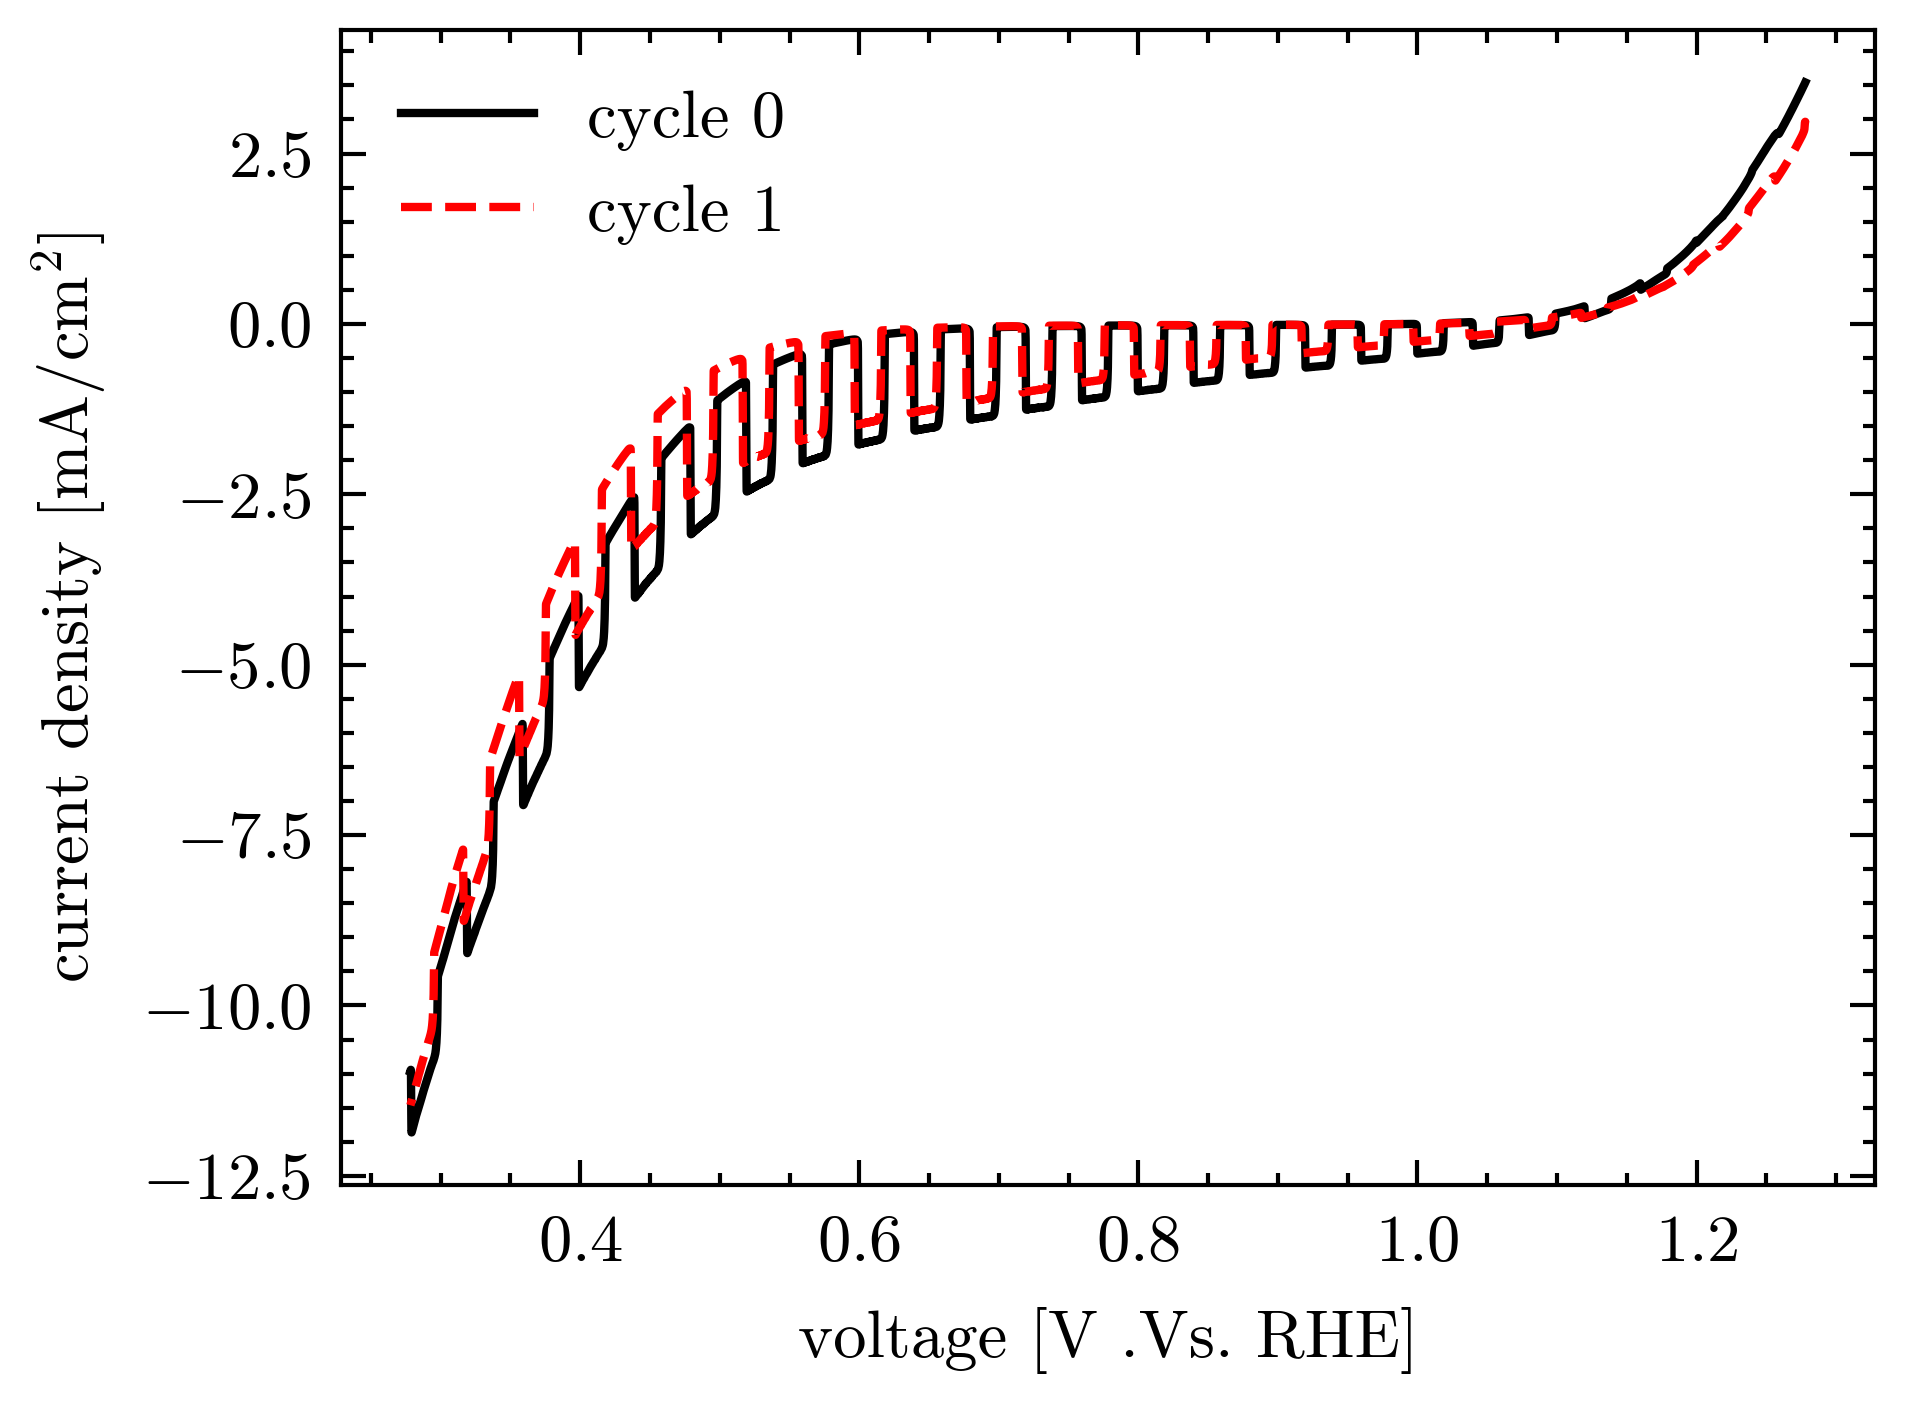 cycle 0
cycle 1
2.5
0.0
−2.5
−5.0
−7.5
−10.0
−12.5
0.4 0.6 0.8 1.0 1.2
voltage [V .Vs. RHE]
current density [mA/cm²]